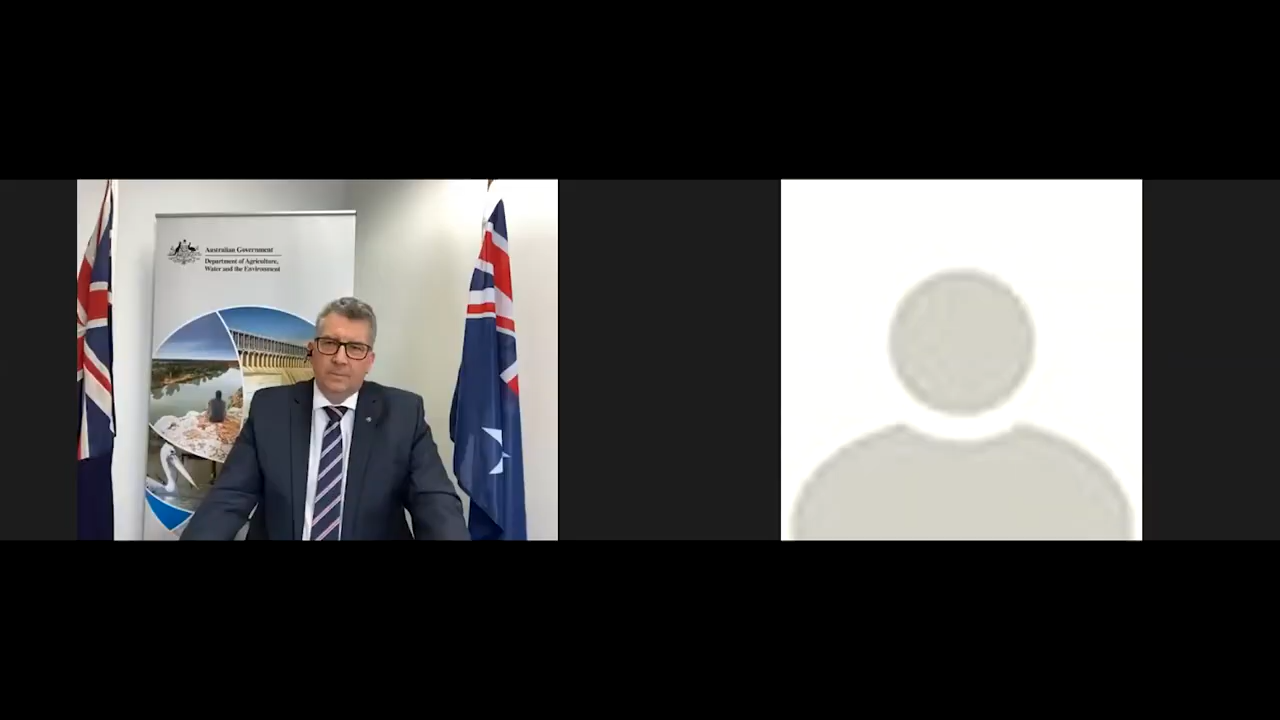 Australian Government
Department of Agriculture,
Water and the Environment